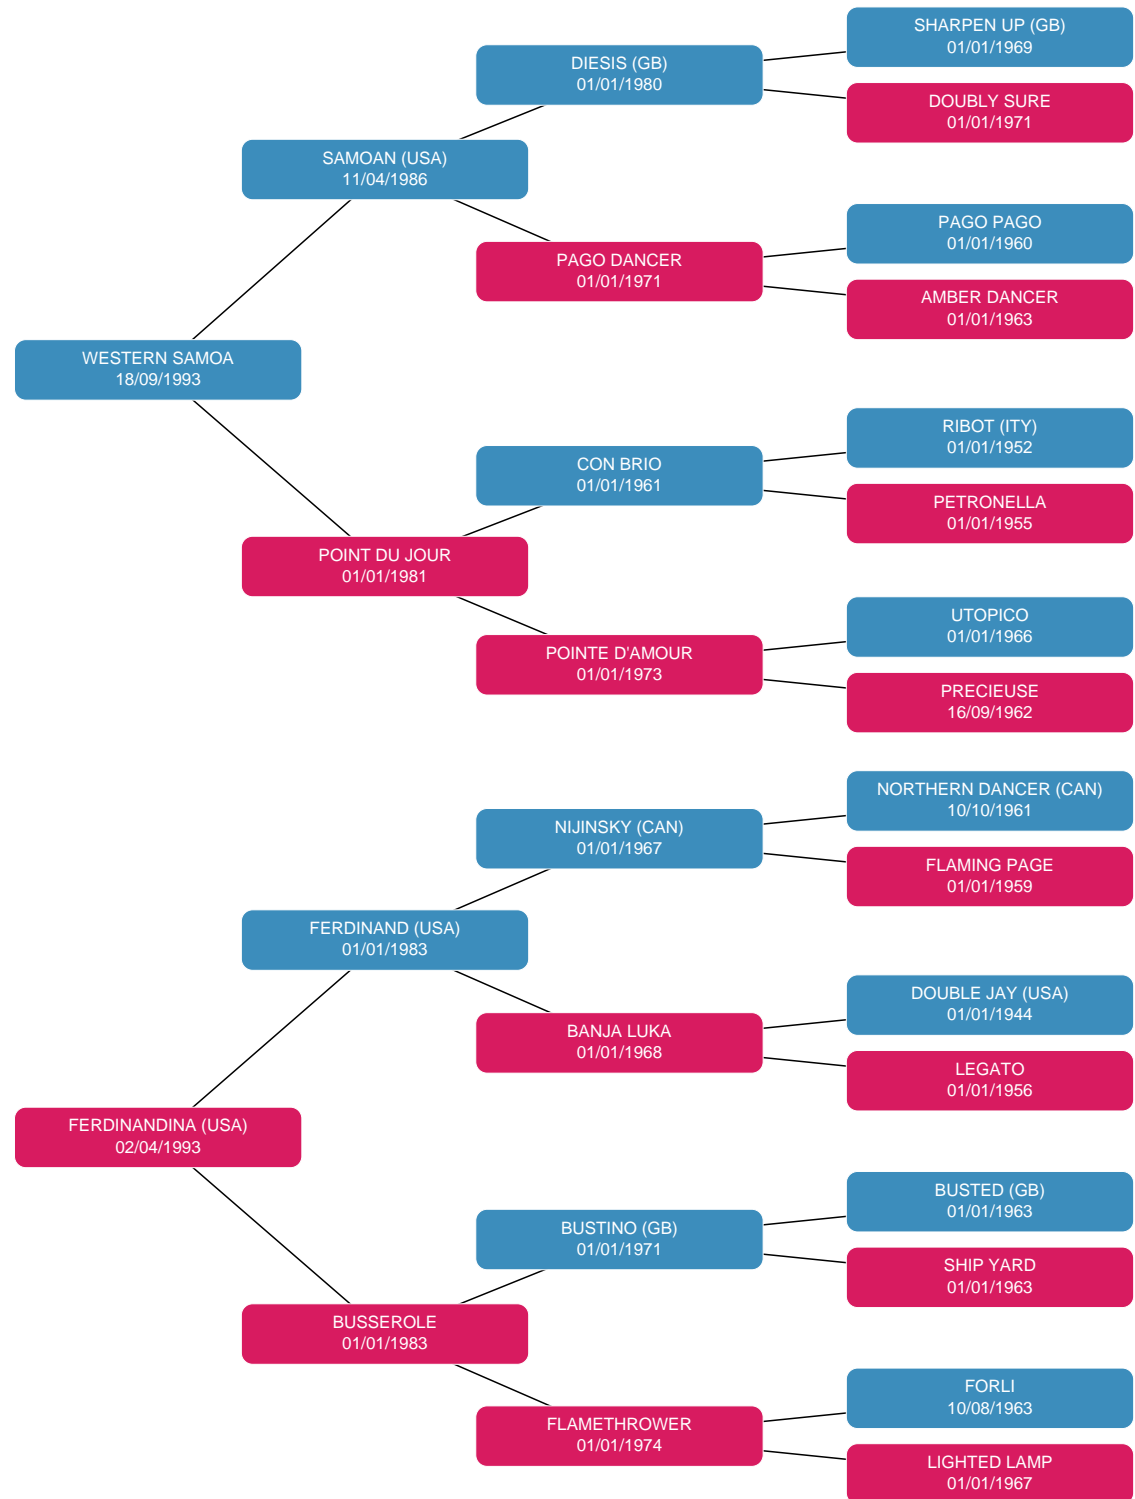 SHARPEN UP (GB)
01/01/1969
DIESIS (GB)
01/01/1980
DOUBLY SURE
01/01/1971
SAMOAN (USA)
11/04/1986
PAGO PAGO
01/01/1960
PAGO DANCER
01/01/1971
AMBER DANCER
01/01/1963
WESTERN SAMOA
18/09/1993
RIBOT (ITY)
01/01/1952
CON BRIO
01/01/1961
PETRONELLA
01/01/1955
POINT DU JOUR
01/01/1981
UTOPICO
01/01/1966
POINTE D'AMOUR
01/01/1973
PRECIEUSE
16/09/1962
NORTHERN DANCER (CAN)
10/10/1961
NIJINSKY (CAN)
01/01/1967
FLAMING PAGE
01/01/1959
FERDINAND (USA)
01/01/1983
DOUBLE JAY (USA)
01/01/1944
BANJA LUKA
01/01/1968
LEGATO
01/01/1956
FERDINANDINA (USA)
02/04/1993
BUSTED (GB)
01/01/1963
BUSTINO (GB)
01/01/1971
SHIP YARD
01/01/1963
BUSSEROLE
01/01/1983
FORLI
10/08/1963
FLAMETHROWER
01/01/1974
LIGHTED LAMP
01/01/1967